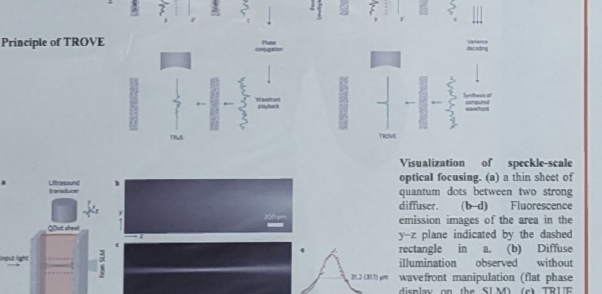 Principle of TROVE
Phase
conjugation
Variance
decoding
Wavefront
playback
Synthesis of
computed
wavefront
TRUE
TROVE
a
Ultrasound
transducer
QDot sheet
Input light
From SLM
b
y
z
200 µm
c
e
Visualization of speckle-scale
optical focusing. (a) a thin sheet of
quantum dots between two strong
diffuser. (b-d) Fluorescence
emission images of the area in the
y-z plane indicated by the dashed
rectangle in a. (b) Diffuse
illumination observed without
wavefront manipulation (flat phase
display on the SLM) (c) TRUE